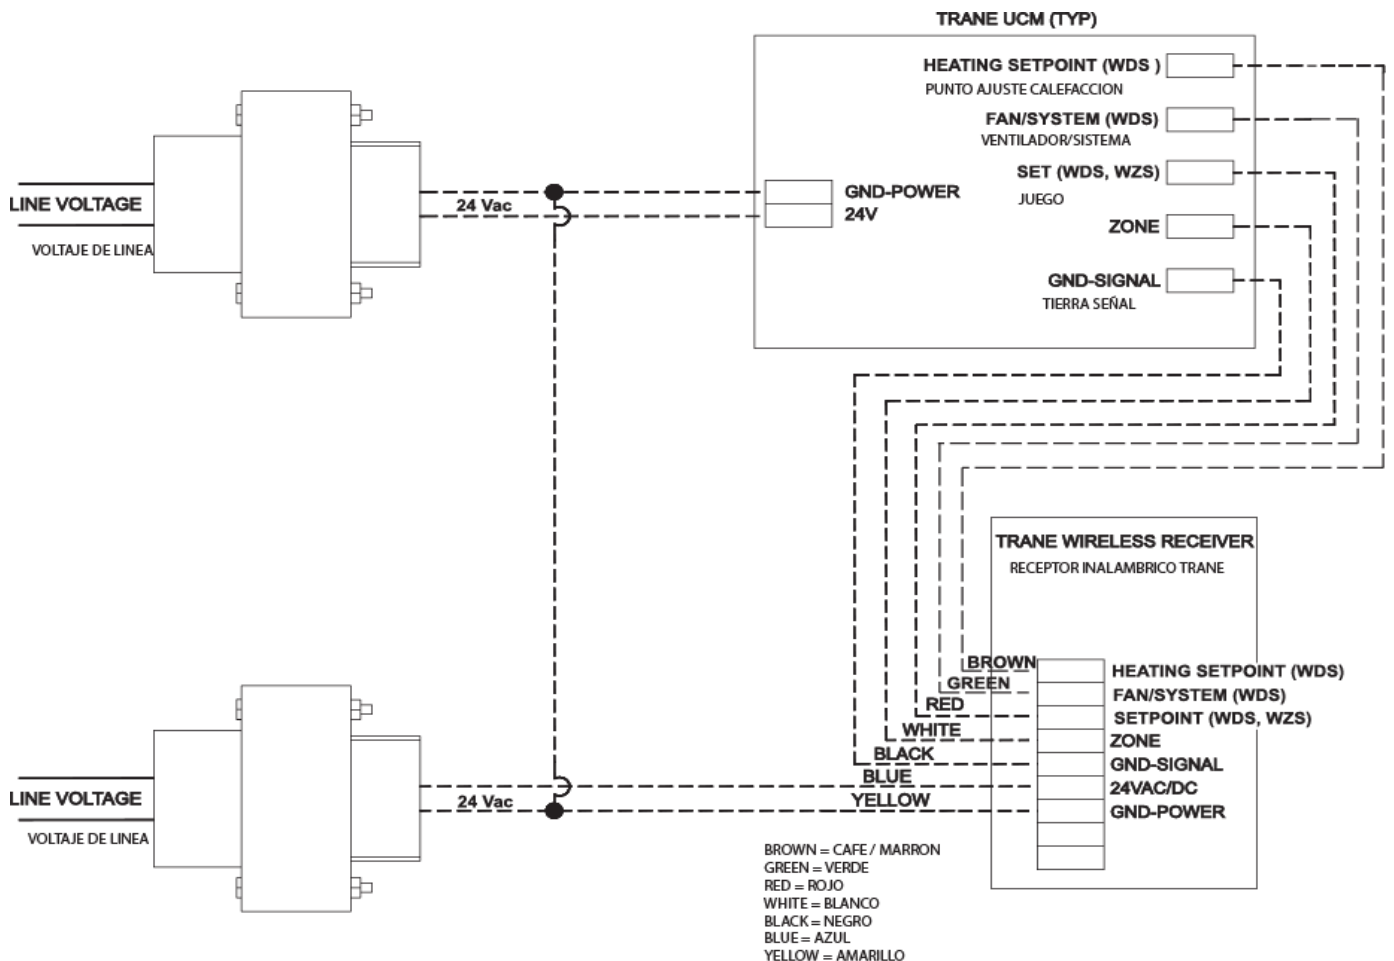 TRANE UCM (TYP)
HEATING SETPOINT (WDS )
PUNTO AJUSTE CALEFACCION
FAN/SYSTEM (WDS)
VENTILADOR/SISTEMA
SET (WDS, WZS)
JUEGO
ZONE
GND-SIGNAL
TIERRA SEÑAL
GND-POWER
24V
24 Vac
LINE VOLTAGE
VOLTAJE DE LINEA
TRANE WIRELESS RECEIVER
RECEPTOR INALAMBRICO TRANE
BROWN
HEATING SETPOINT (WDS)
GREEN
FAN/SYSTEM (WDS)
RED
SETPOINT (WDS, WZS)
WHITE
ZONE
BLACK
GND-SIGNAL
BLUE
24VAC/DC
YELLOW
GND-POWER
24 Vac
LINE VOLTAGE
VOLTAJE DE LINEA
BROWN = CAFE / MARRON
GREEN = VERDE
RED = ROJO
WHITE = BLANCO
BLACK = NEGRO
BLUE = AZUL
YELLOW = AMARILLO